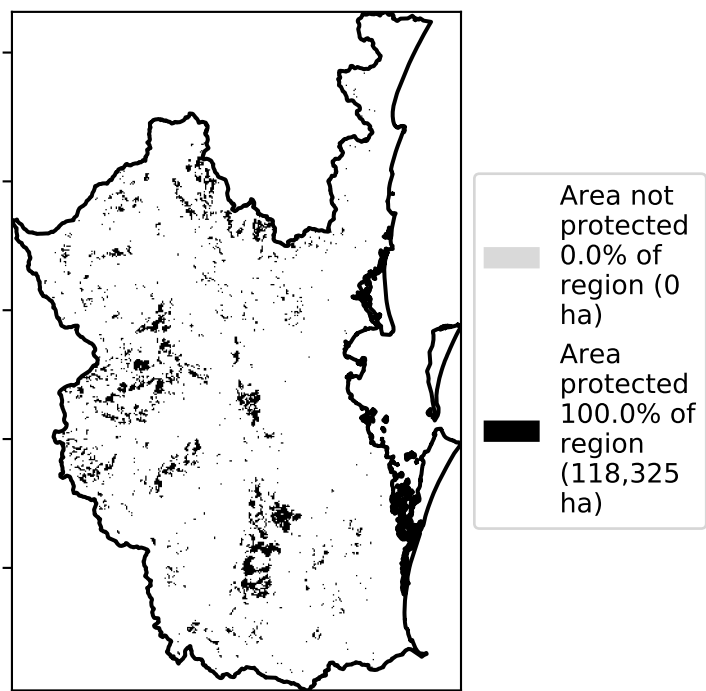 Area not
protected
0.0% of
region (0
ha)
Area
protected
100.0% of
region
(118,325
ha)